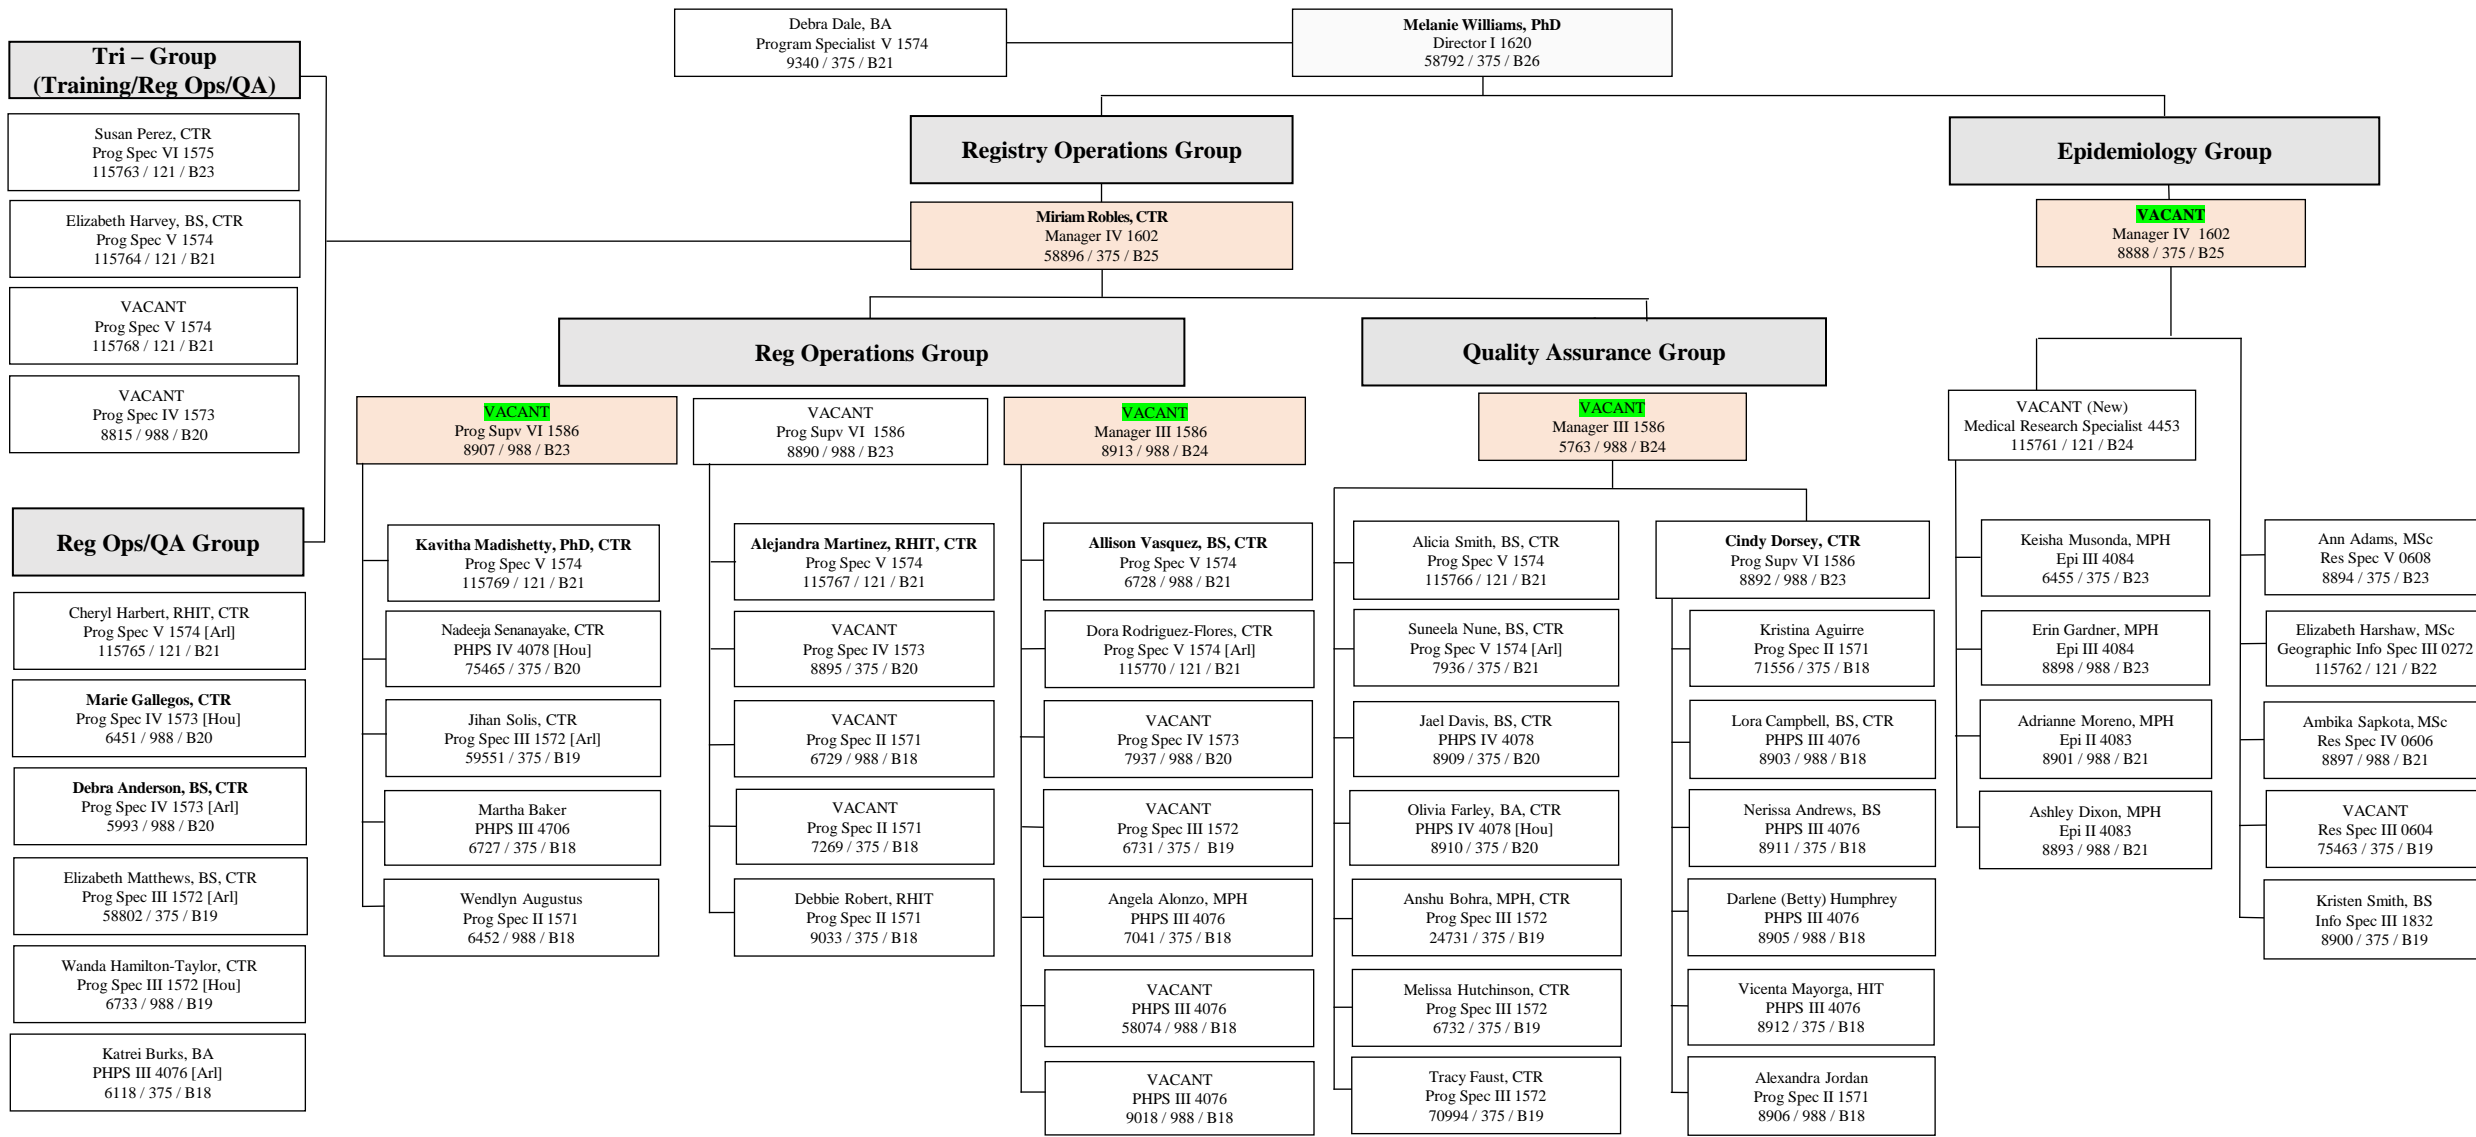 Debra Dale, BA
Program Specialist V 1574
9340 / 375 / B21
Melanie Williams, PhD
Director I 1620
58792 / 375 / B26
Tri – Group
(Training/Reg Ops/QA)
Susan Perez, CTR
Prog Spec VI 1575
115763 / 121 / B23
Elizabeth Harvey, BS, CTR
Prog Spec V 1574
115764 / 121 / B21
VACANT
Prog Spec V 1574
115768 / 121 / B21
VACANT
Prog Spec IV 1573
8815 / 988 / B20
Reg Ops/QA Group
Cheryl Harbert, RHIT, CTR
Prog Spec V 1574 [Arl]
115765 / 121 / B21
Marie Gallegos, CTR
Prog Spec IV 1573 [Hou]
6451 / 988 / B20
Debra Anderson, BS, CTR
Prog Spec IV 1573 [Arl]
5993 / 988 / B20
Elizabeth Matthews, BS, CTR
Prog Spec III 1572 [Arl]
58802 / 375 / B19
Wanda Hamilton-Taylor, CTR
Prog Spec III 1572 [Hou]
6733 / 988 / B19
Katrei Burks, BA
PHPS III 4076 [Arl]
6118 / 375 / B18
Registry Operations Group
Miriam Robles, CTR
Manager IV 1602
58896 / 375 / B25
Reg Operations Group
VACANT
Prog Supv VI 1586
8907 / 988 / B23
Kavitha Madishetty, PhD, CTR
Prog Spec V 1574
115769 / 121 / B21
Nadeeja Senanayake, CTR
PHPS IV 4078 [Hou]
75465 / 375 / B20
Jihan Solis, CTR
Prog Spec III 1572 [Arl]
59551 / 375 / B19
Martha Baker
PHPS III 4706
6727 / 375 / B18
Wendlyn Augustus
Prog Spec II 1571
6452 / 988 / B18
VACANT
Prog Supv VI 1586
8890 / 988 / B23
Alejandra Martinez, RHIT, CTR
Prog Spec V 1574
115767 / 121 / B21
VACANT
Prog Spec IV 1573
8895 / 375 / B20
VACANT
Prog Spec II 1571
6729 / 988 / B18
VACANT
Prog Spec II 1571
7269 / 375 / B18
Debbie Robert, RHIT
Prog Spec II 1571
9033 / 375 / B18
VACANT
Manager III 1586
8913 / 988 / B24
Allison Vasquez, BS, CTR
Prog Spec V 1574
6728 / 988 / B21
Dora Rodriguez-Flores, CTR
Prog Spec V 1574 [Arl]
115770 / 121 / B21
VACANT
Prog Spec IV 1573
7937 / 988 / B20
VACANT
Prog Spec III 1572
6731 / 375 / B19
Angela Alonzo, MPH
PHPS III 4076
7041 / 375 / B18
VACANT
PHPS III 4076
58074 / 988 / B18
VACANT
PHPS III 4076
9018 / 988 / B18
Quality Assurance Group
VACANT
Manager III 1586
5763 / 988 / B24
Alicia Smith, BS, CTR
Prog Spec V 1574
115766 / 121 / B21
Suneela Nune, BS, CTR
Prog Spec V 1574 [Arl]
7936 / 375 / B21
Jael Davis, BS, CTR
PHPS IV 4078
8909 / 375 / B20
Olivia Farley, BA, CTR
PHPS IV 4078 [Hou]
8910 / 375 / B20
Anshu Bohra, MPH, CTR
Prog Spec III 1572
24731 / 375 / B19
Melissa Hutchinson, CTR
Prog Spec III 1572
6732 / 375 / B19
Tracy Faust, CTR
Prog Spec III 1572
70994 / 375 / B19
Cindy Dorsey, CTR
Prog Supv VI 1586
8892 / 988 / B23
Kristina Aguirre
Prog Spec II 1571
71556 / 375 / B18
Lora Campbell, BS, CTR
PHPS III 4076
8903 / 988 / B18
Nerissa Andrews, BS
PHPS III 4076
8911 / 375 / B18
Darlene (Betty) Humphrey
PHPS III 4076
8905 / 988 / B18
Vicenta Mayorga, HIT
PHPS III 4076
8912 / 375 / B18
Alexandra Jordan
Prog Spec II 1571
8906 / 988 / B18
Epidemiology Group
VACANT
Manager IV 1602
8888 / 375 / B25
VACANT (New)
Medical Research Specialist 4453
115761 / 121 / B24
Keisha Musonda, MPH
Epi III 4084
6455 / 375 / B23
Erin Gardner, MPH
Epi III 4084
8898 / 988 / B23
Adrianne Moreno, MPH
Epi II 4083
8901 / 988 / B21
Ashley Dixon, MPH
Epi II 4083
8893 / 988 / B21
Ann Adams, MSc
Res Spec V 0608
8894 / 375 / B23
Elizabeth Harshaw, MSc
Geographic Info Spec III 0272
115762 / 121 / B22
Ambika Sapkota, MSc
Res Spec IV 0606
8897 / 988 / B21
VACANT
Res Spec III 0604
75463 / 375 / B19
Kristen Smith, BS
Info Spec III 1832
8900 / 375 / B19